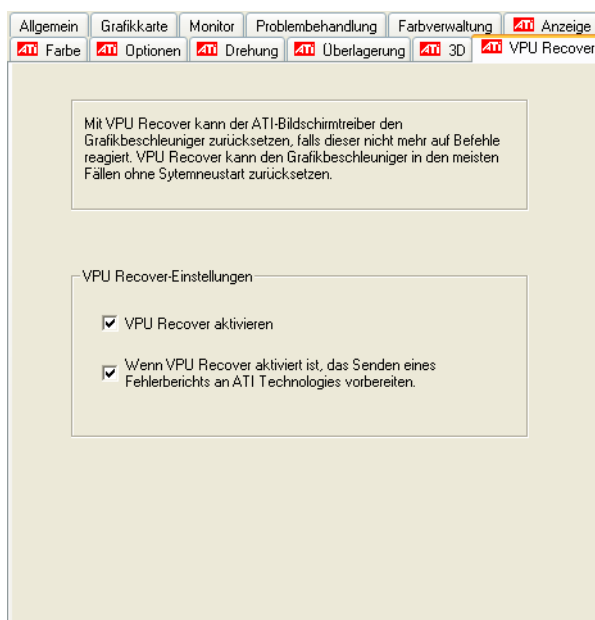 Allgemein Grafikkarte Monitor Problembehandlung Farbverwaltung ATI Anzeige
ATI Farbe ATI Optionen ATI Drehung ATI Überlagerung ATI 3D ATI VPU Recover
Mit VPU Recover kann der ATI-Bildschirmtreiber den
Grafikbeschleuniger zurücksetzen, falls dieser nicht mehr auf Befehle
reagiert. VPU Recover kann den Grafikbeschleuniger in den meisten
Fällen ohne Sytemneustart zurücksetzen.
VPU Recover-Einstellungen
VPU Recover aktivieren
Wenn VPU Recover aktiviert ist, das Senden eines
Fehlerberichts an ATI Technologies vorbereiten.